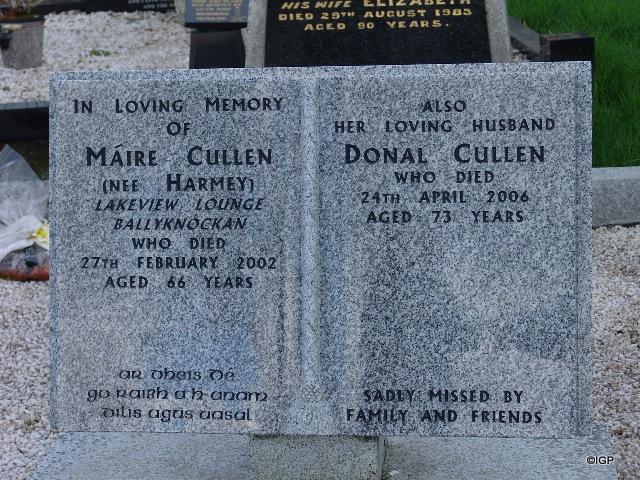 HIS WIFE ELIZABETH
DIED 29TH AUGUST 1985
AGED 90 YEARS.
IN LOVING MEMORY
OF
MÁIRE CULLEN
(NEE HARMEY)
LAKEVIEW LOUNGE
BALLYKNOCKAN
WHO DIED
27TH FEBRUARY 2002
AGED 66 YEARS
ar dheis Dé
go raibh a h anam
dilis agus uasal
ALSO
HER LOVING HUSBAND
DONAL CULLEN
WHO DIED
24TH APRIL 2006
AGED 73 YEARS
SADLY MISSED BY
FAMILY AND FRIENDS
©IGP